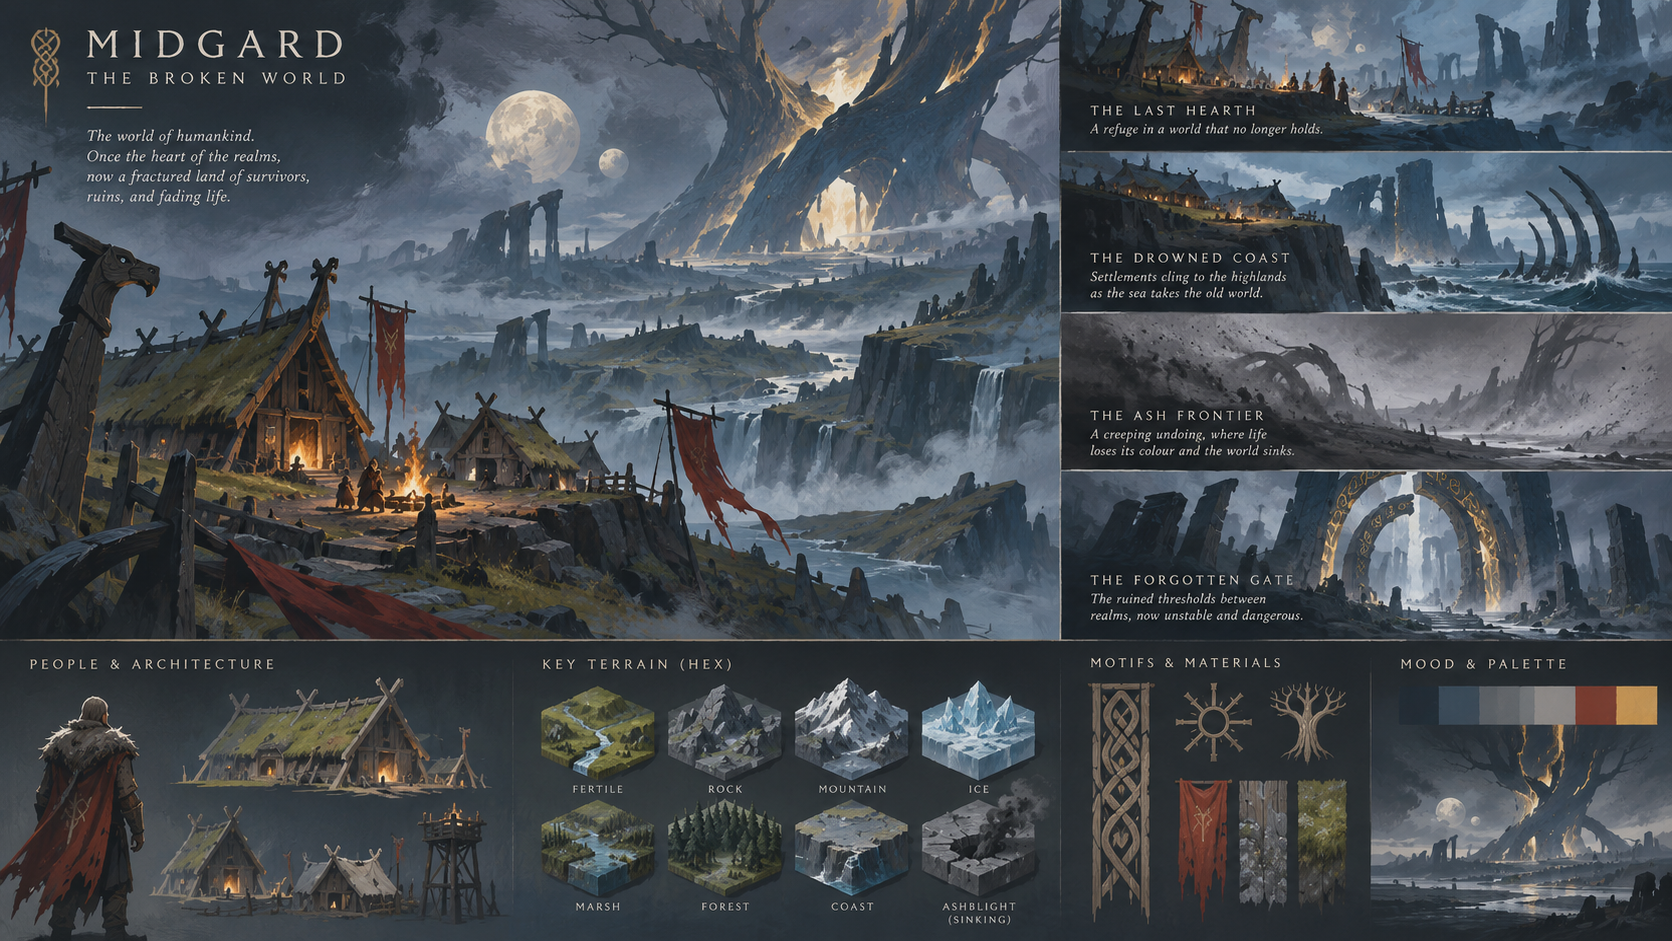 MIDGARD
THE BROKEN WORLD
The world of humankind.
Once the heart of the realms,
now a fractured land of survivors,
ruins, and fading life.
THE LAST HEARTH
A refuge in a world that no longer holds.
THE DROWNED COAST
Settlements cling to the highlands
as the sea takes the old world.
THE ASH FRONTIER
A creeping undoing, where life
loses its colour and the world sinks.
THE FORGOTTEN GATE
The ruined thresholds between
realms, now unstable and dangerous.
PEOPLE & ARCHITECTURE
KEY TERRAIN (HEX)
FERTILE
ROCK
MOUNTAIN
ICE
MARSH
FOREST
COAST
ASHBLIGHT
(SINKING)
MOTIFS & MATERIALS
MOOD & PALETTE